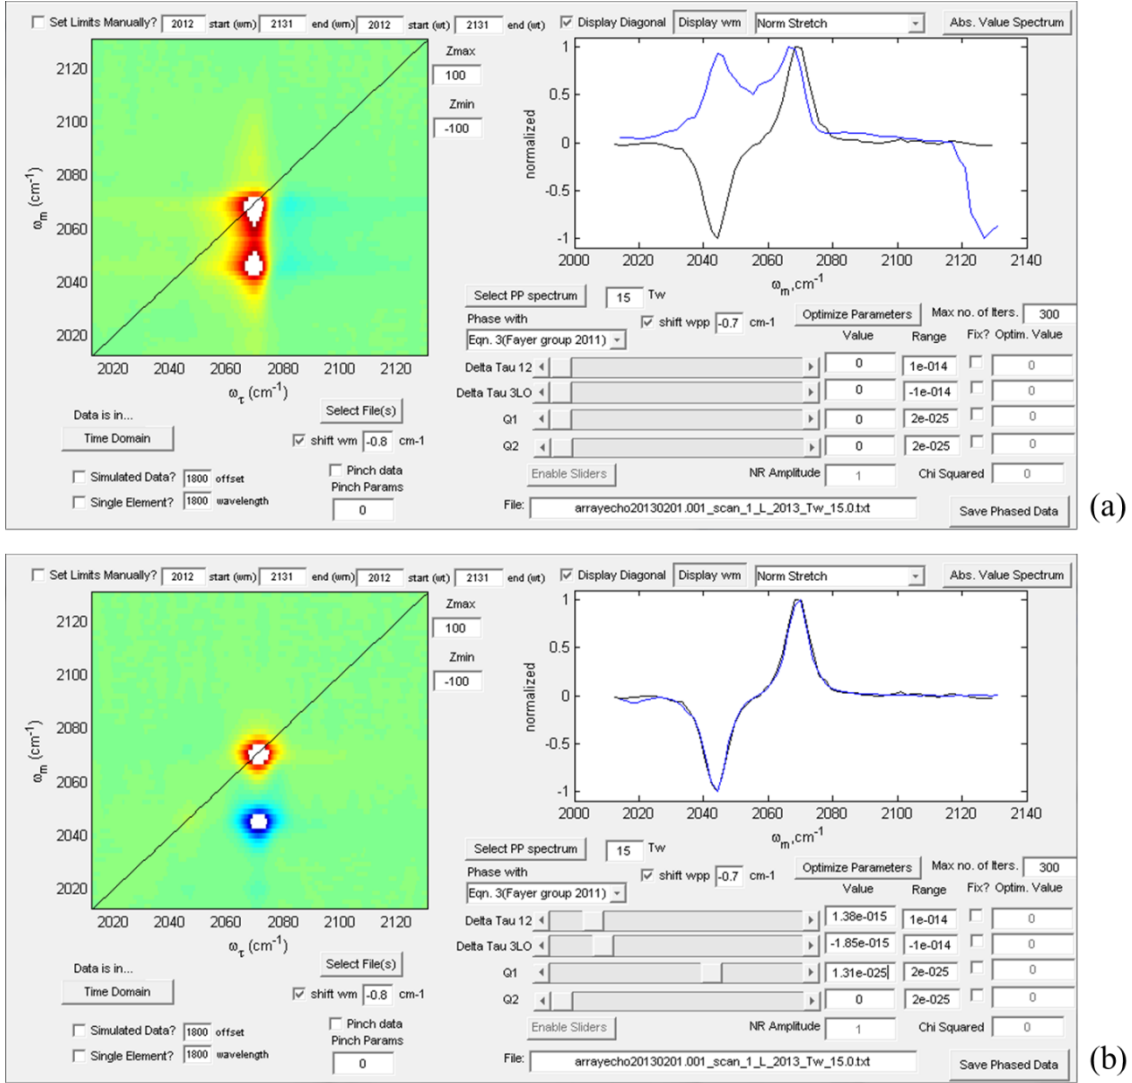 Set Limits Manually? 2012 start (wm) 2131 end (wm) 2012 start (wt) 2131 end (wt) Display Diagonal Display wm Norm Stretch Abs. Value Spectrum
(a)
Zmax
100
Zmin
-100
2120
2100
2080
2060
2040
2020
ωm (cm-1)
2020 2040 2060 2080 2100 2120
ωτ (cm-1)
1
0.5
0
-0.5
-1
normalized
2000 2020 2040 2060 2080 2100 2120 2140
ωm,cm-1
Select PP spectrum 15 Tw
Phase with shift wpp -0.7 cm-1 Optimize Parameters Max no. of Iters. 300
Eqn. 3(Fayer group 2011) Value Range Fix? Optim. Value
Delta Tau 12 0 1e-014 0
Delta Tau 3LO 0 -1e-014 0
Q1 0 2e-025 0
Q2 0 2e-025 0
Enable Sliders NR Amplitude 1 Chi Squared 0
Data is in...
Time Domain
Select File(s)
shift wm -0.8 cm-1
Simulated Data? 1800 offset Pinch data
Single Element? 1800 wavelength Pinch Params
0
File: arrayecho20130201.001_scan_1_L_2013_Tw_15.0.txt Save Phased Data
Set Limits Manually? 2012 start (wm) 2131 end (wm) 2012 start (wt) 2131 end (wt) Display Diagonal Display wm Norm Stretch Abs. Value Spectrum
(b)
Zmax
100
Zmin
-100
2120
2100
2080
2060
2040
2020
ωm (cm-1)
2020 2040 2060 2080 2100 2120
ωτ (cm-1)
1
0.5
0
-0.5
-1
normalized
2000 2020 2040 2060 2080 2100 2120 2140
ωm,cm-1
Select PP spectrum 15 Tw
Phase with shift wpp -0.7 cm-1 Optimize Parameters Max no. of Iters. 300
Eqn. 3(Fayer group 2011) Value Range Fix? Optim. Value
Delta Tau 12 1.38e-015 1e-014 0
Delta Tau 3LO -1.85e-015 -1e-014 0
Q1 1.31e-025 2e-025 0
Q2 0 2e-025 0
Enable Sliders NR Amplitude 1 Chi Squared 0
Data is in...
Time Domain
Select File(s)
shift wm -0.8 cm-1
Simulated Data? 1800 offset Pinch data
Single Element? 1800 wavelength Pinch Params
0
File: arrayecho20130201.001_scan_1_L_2013_Tw_15.0.txt Save Phased Data